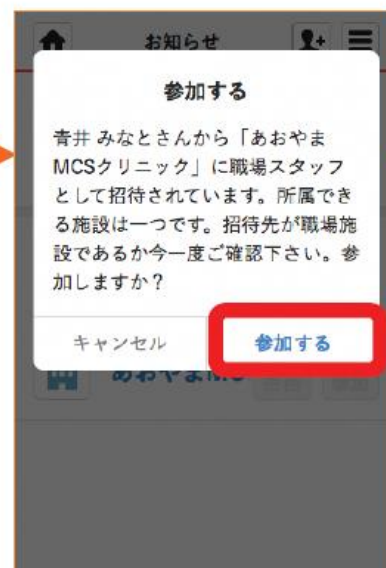 お知らせ
参加する
青井 みなとさんから「あおやま
MCSクリニック」に職場スタッフ
として招待されています。所属でき
る施設は一つです。招待先が職場施
設であるか今一度ご確認下さい。参
加しますか？
キャンセル
参加する